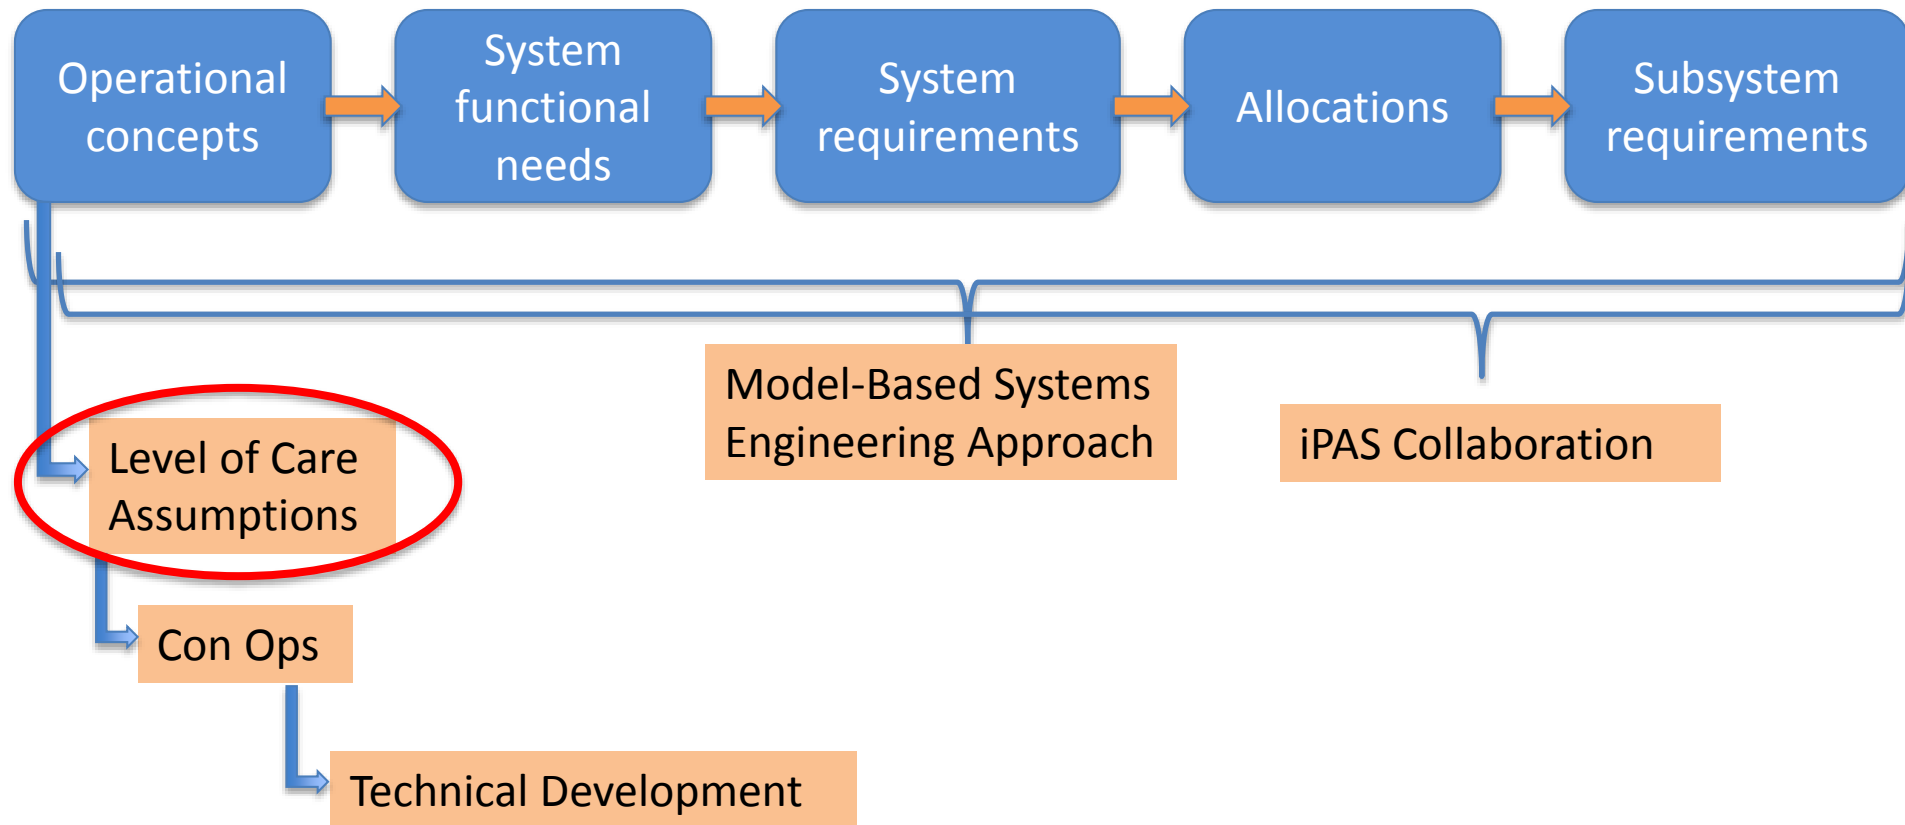 Operational
concepts
System
functional
needs
System
requirements
Allocations
Subsystem
requirements
Model-Based Systems
Engineering Approach
iPAS Collaboration
Level of Care
Assumptions
Con Ops
Technical Development